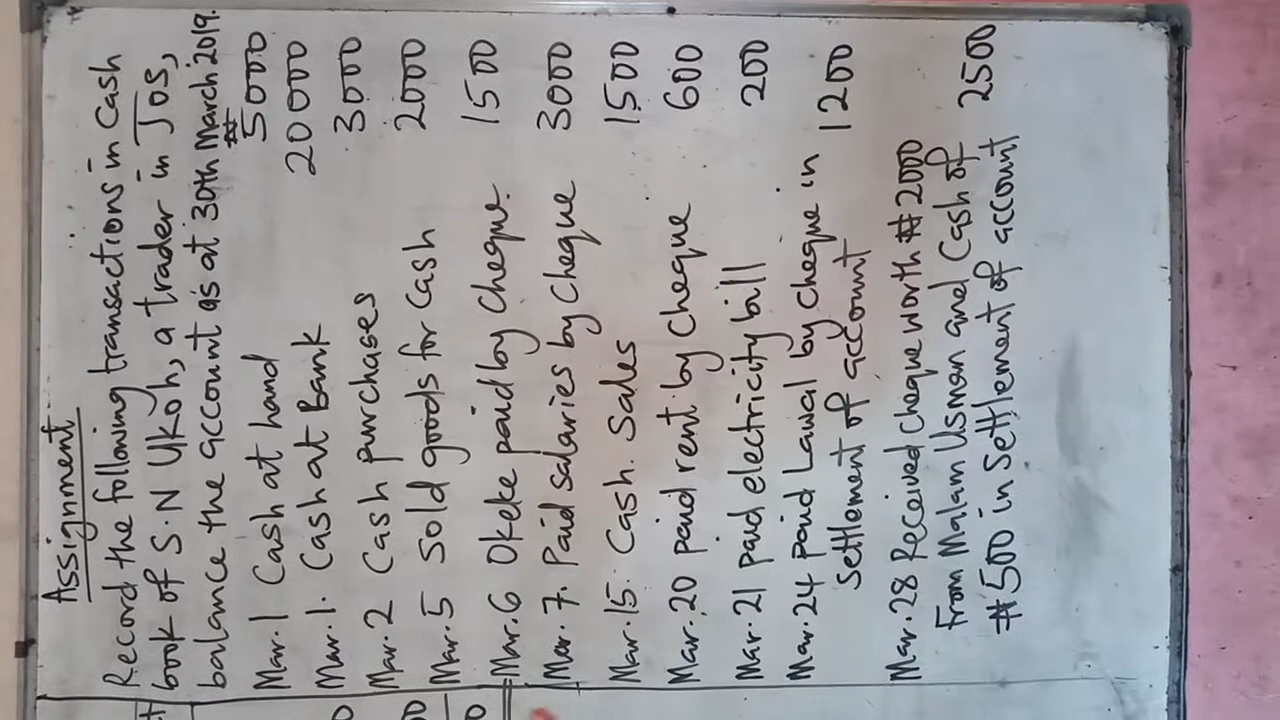 Assignment
Record the following transactions in Cash
book of S.N Ukoh, a trader in JOS,
balance the account as at 30th March 2019.
#
Mar.1 Cash at hand 5000
Mar.1. Cash at Bank 20000
Mar.2 Cash purchases 3000
Mar.5 Sold goods for Cash 2000
Mar.6 Okeke paid by Cheque. 1500
Mar.7. Paid salaries by Cheque 3000
Mar.15. Cash. Sales 1500
Mar.20 paid rent by Cheque 600
Mar.21 paid electricity bill 200
Mar.24 paid Lawal by Cheque in 1200
Settlement of account
Mar.28 Received Cheque worth #2000
from Malan Usman and Cash of 2500
#500 in Settlement of account